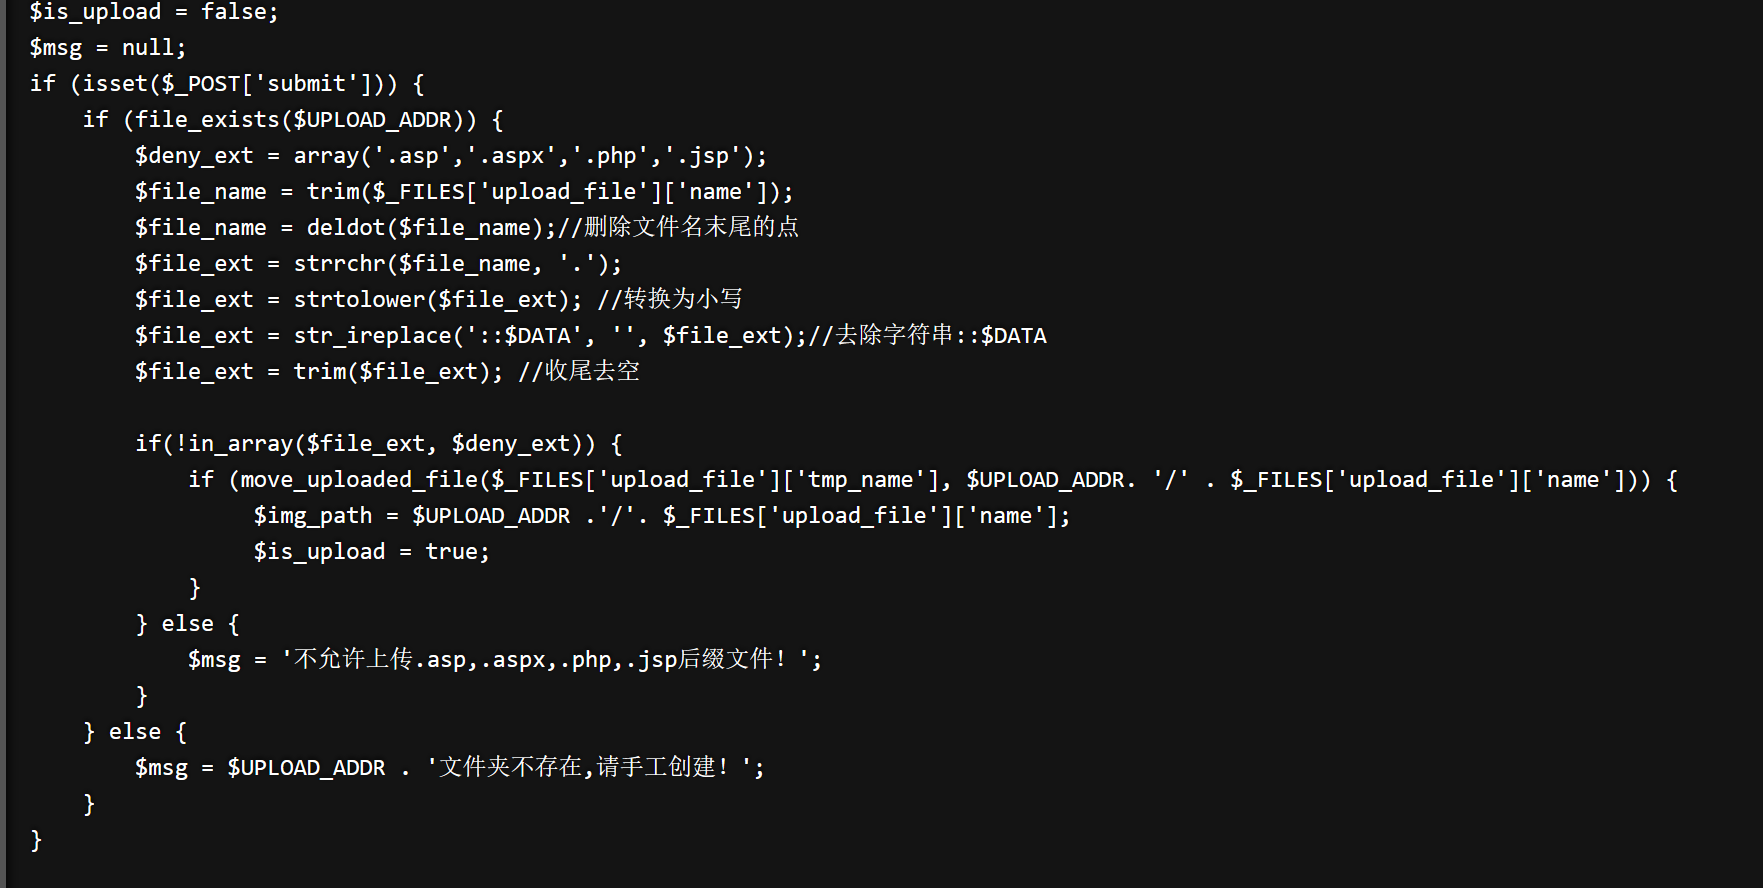 $is_upload = false;
$msg = null;
if (isset($_POST['submit'])) {
    if (file_exists($UPLOAD_ADDR)) {
        $deny_ext = array('.asp','.aspx','.php','.jsp');
        $file_name = trim($_FILES['upload_file']['name']);
        $file_name = deldot($file_name);//删除文件名末尾的点
        $file_ext = strrchr($file_name, '.');
        $file_ext = strtolower($file_ext); //转换为小写
        $file_ext = str_ireplace('::$DATA', '', $file_ext);//去除字符串::$DATA
        $file_ext = trim($file_ext); //收尾去空

        if(!in_array($file_ext, $deny_ext)) {
            if (move_uploaded_file($_FILES['upload_file']['tmp_name'], $UPLOAD_ADDR. '/' . $_FILES['upload_file']['name'])) {
                 $img_path = $UPLOAD_ADDR .'/'. $_FILES['upload_file']['name'];
                 $is_upload = true;
            }
        } else {
            $msg = '不允许上传.asp,.aspx,.php,.jsp后缀文件！';
        }
    } else {
        $msg = $UPLOAD_ADDR . '文件夹不存在,请手工创建！';
    }
}